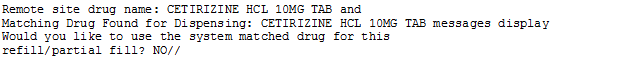 Remote site drug name: CETIRIZINE HCL 10MG TAB and
Matching Drug Found for Dispensing: CETIRIZINE HCL 10MG TAB messages display
Would you like to use the system matched drug for this
refill/partial fill? NO//